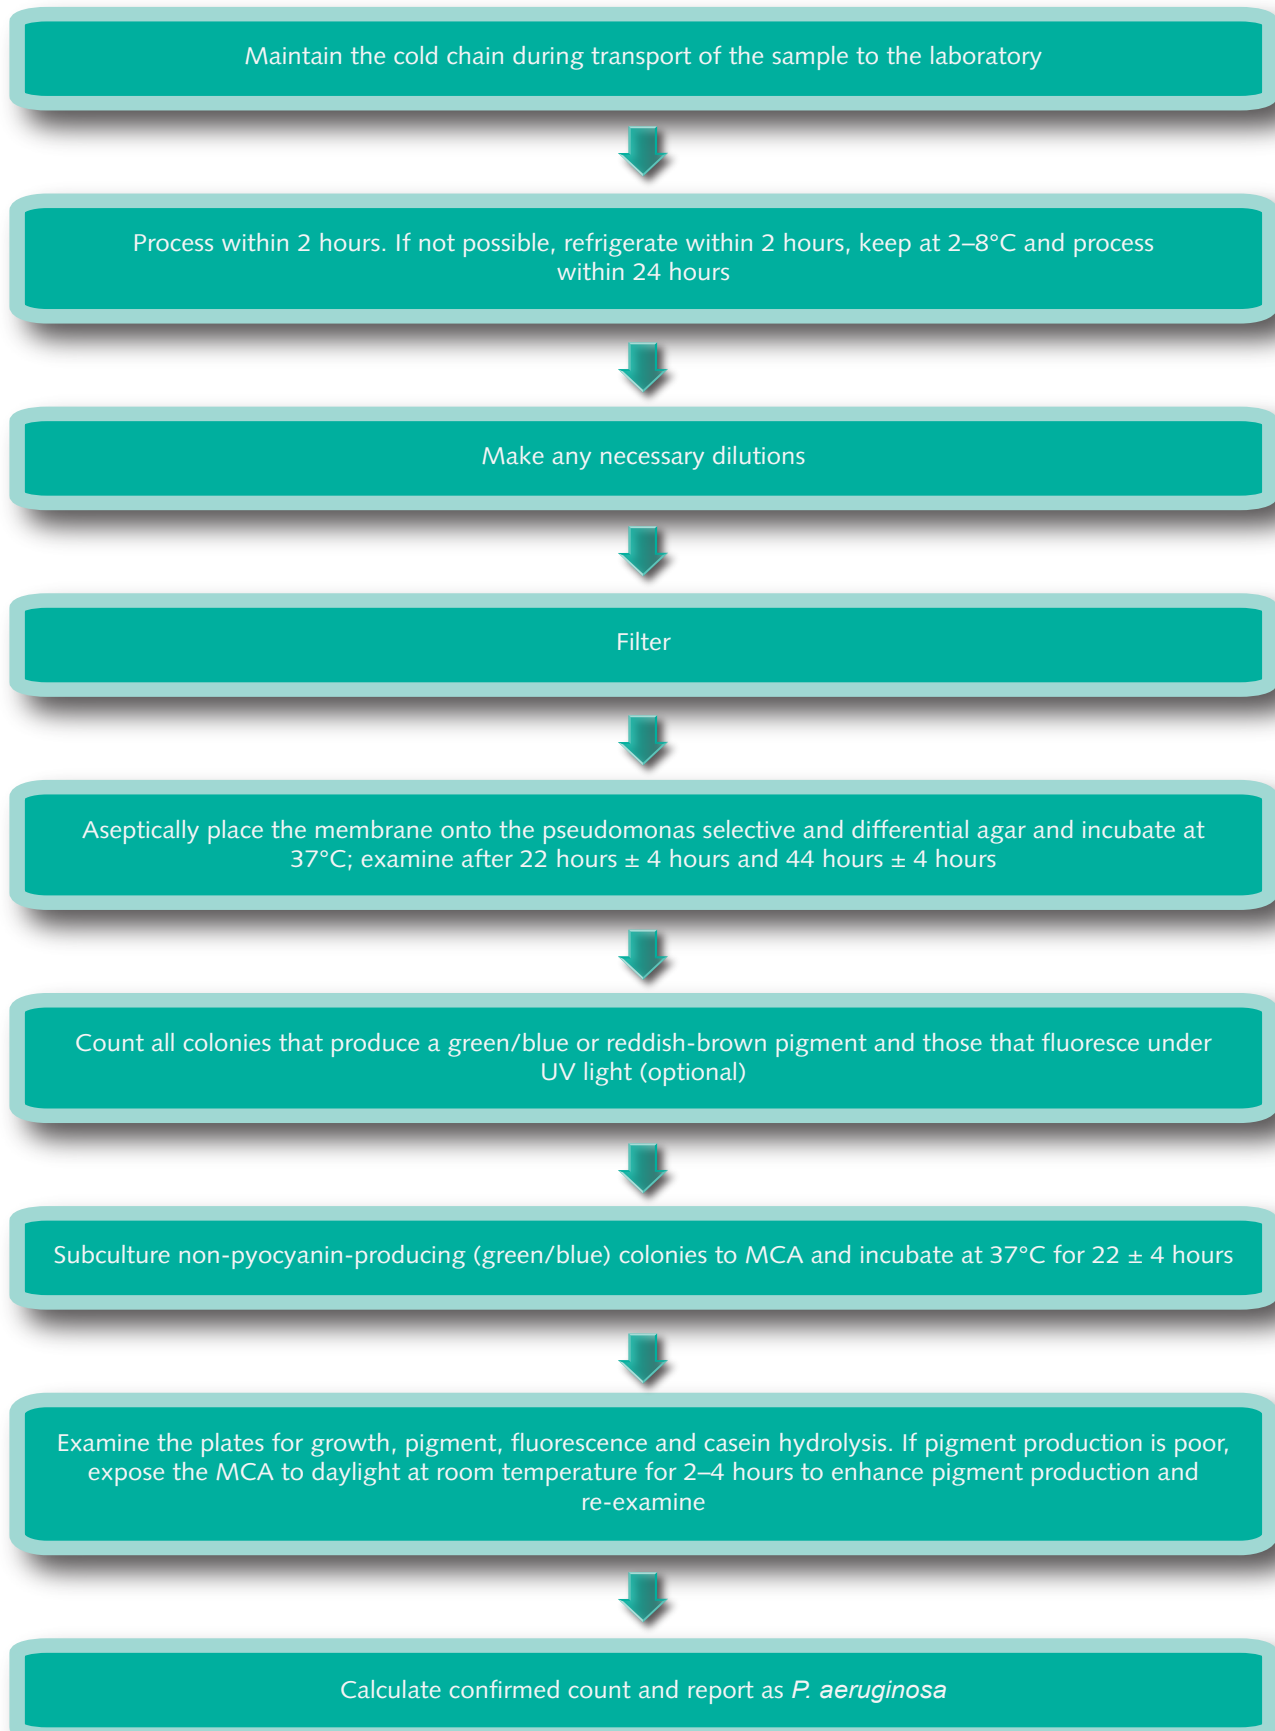 Maintain the cold chain during transport of the sample to the laboratory
Process within 2 hours. If not possible, refrigerate within 2 hours, keep at 2–8°C and process
within 24 hours
Make any necessary dilutions
Filter
Aseptically place the membrane onto the pseudomonas selective and differential agar and incubate at
37°C; examine after 22 hours ± 4 hours and 44 hours ± 4 hours
Count all colonies that produce a green/blue or reddish-brown pigment and those that fluoresce under
UV light (optional)
Subculture non-pyocyanin-producing (green/blue) colonies to MCA and incubate at 37°C for 22 ± 4 hours
Examine the plates for growth, pigment, fluorescence and casein hydrolysis. If pigment production is poor,
expose the MCA to daylight at room temperature for 2–4 hours to enhance pigment production and
re-examine
Calculate confirmed count and report as P. aeruginosa